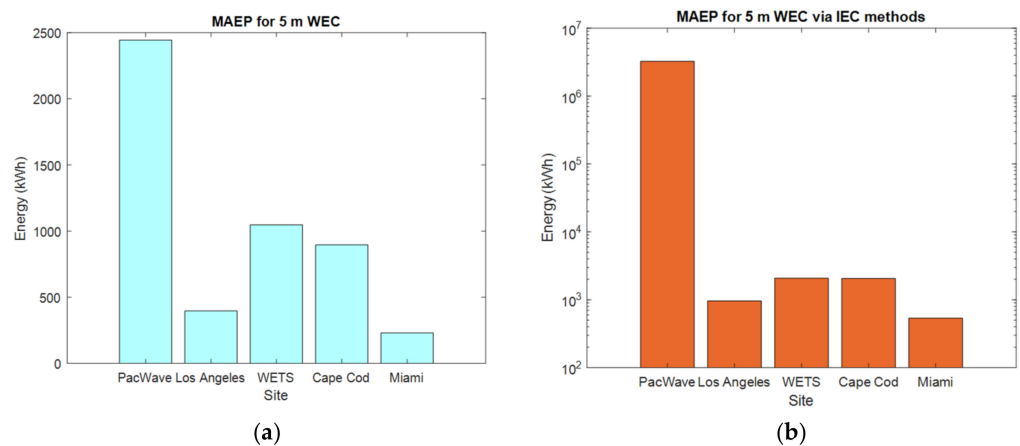 MAEP for 5 m WEC
2500
2000
1500
1000
500
0
Energy (kWh)
PacWave Los Angeles WETS Cape Cod Miami
Site
(a)
MAEP for 5 m WEC via IEC methods
10^7
10^6
10^5
10^4
10^3
10^2
Energy (kWh)
PacWave Los Angeles WETS Cape Cod Miami
Site
(b)